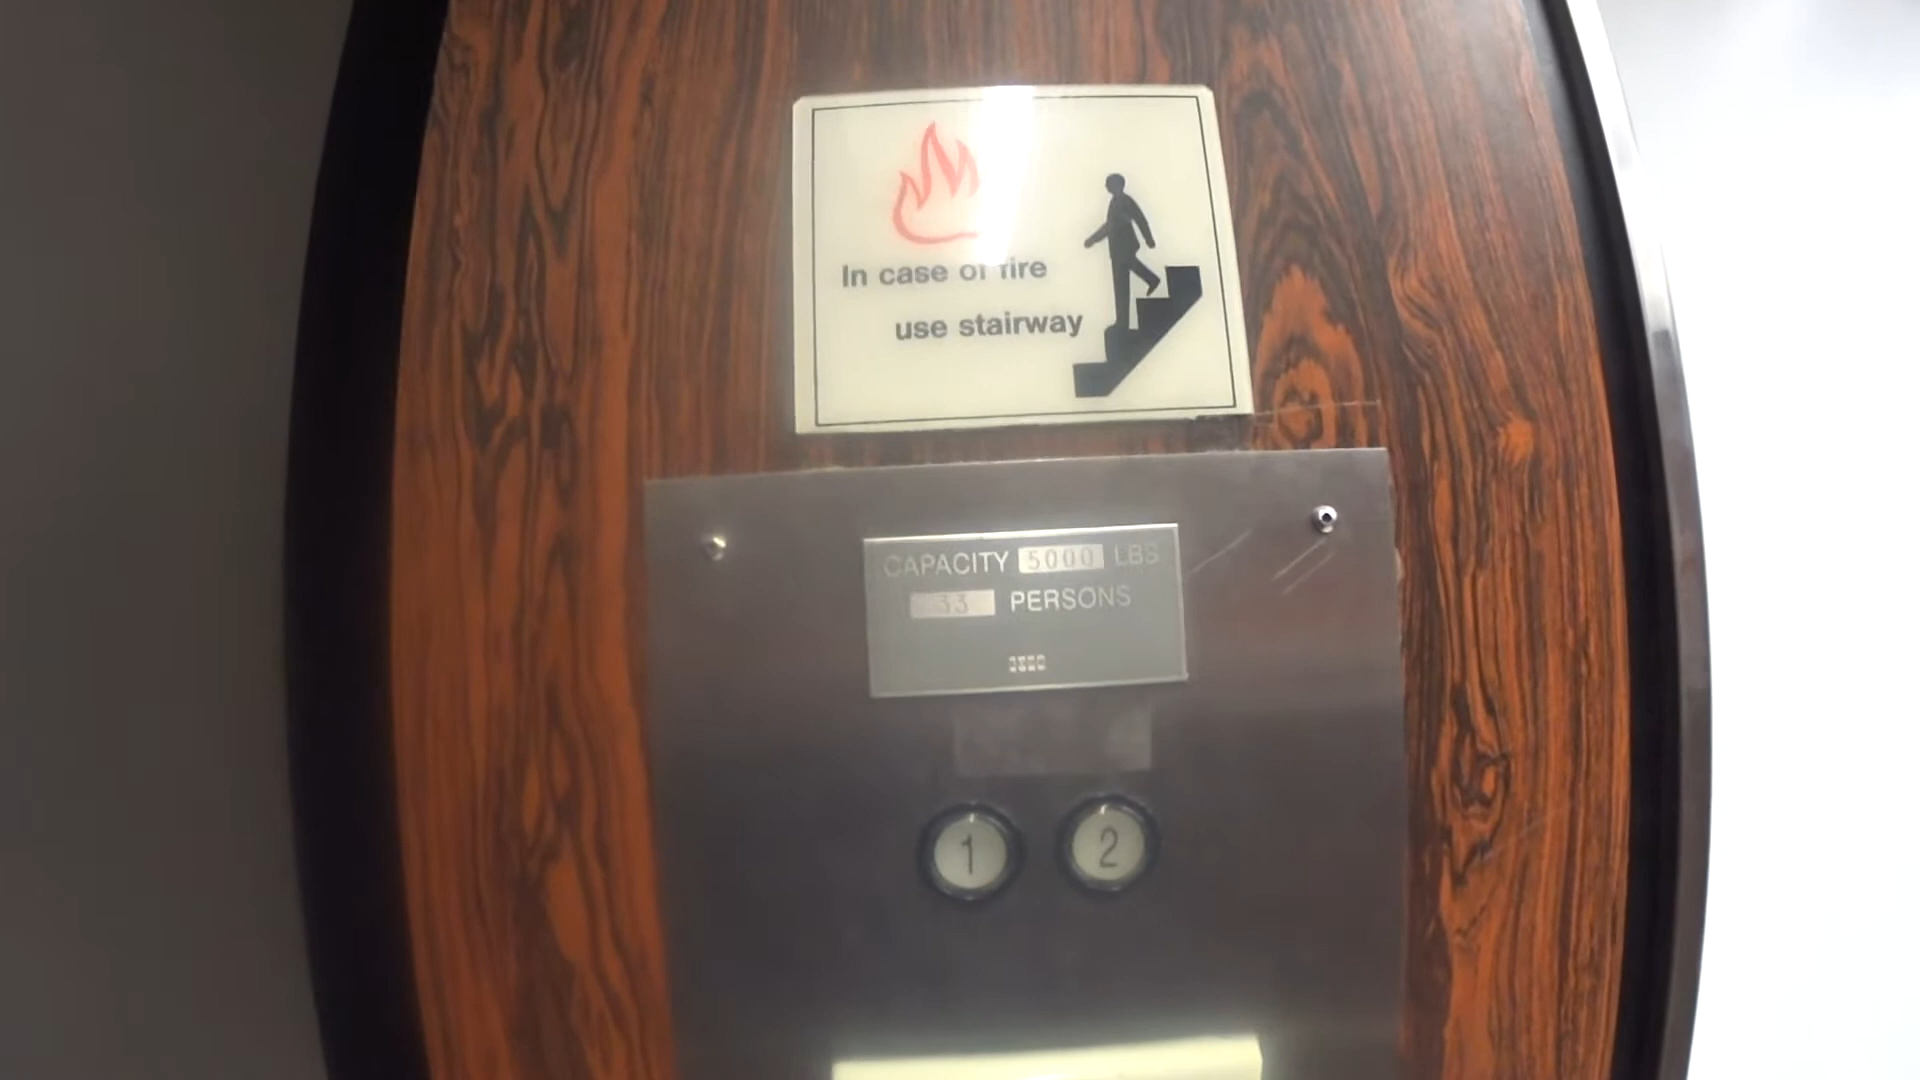 In case of fire
use stairway
CAPACITY 5000 LBS
33 PERSONS
1 2